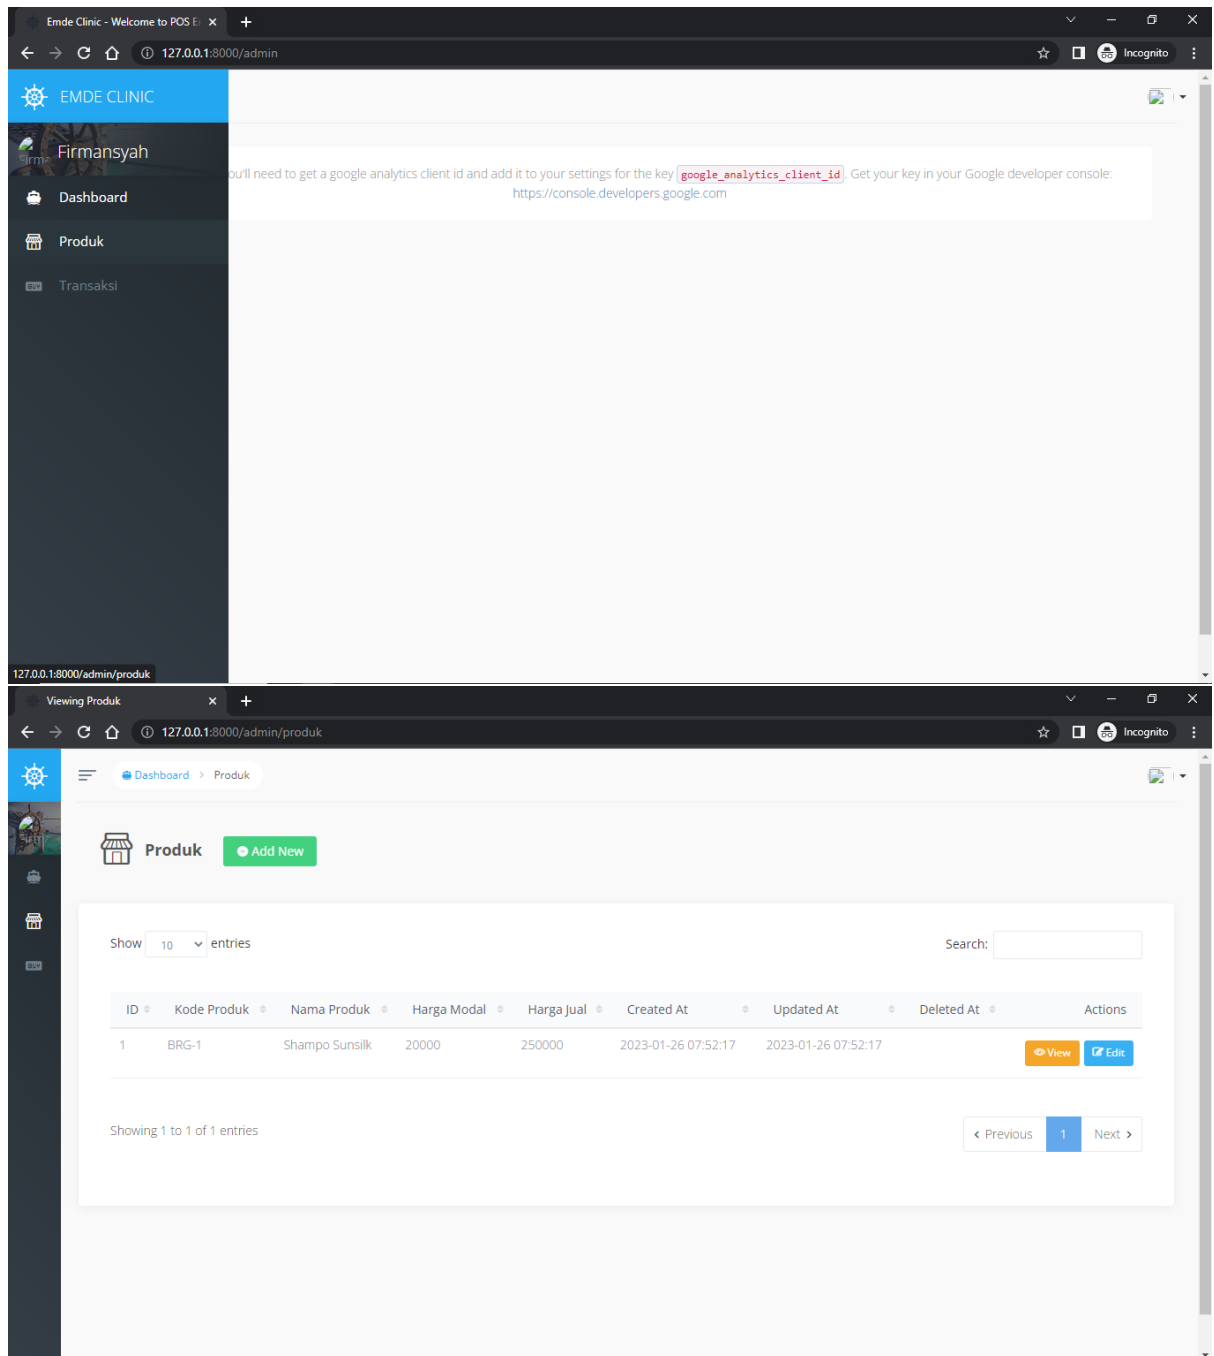 Emde Clinic - Welcome to POS E
127.0.0.1:8000/admin
Incognito
EMDE CLINIC
Firmansyah
ou'll need to get a google analytics client id and add it to your settings for the key google_analytics_client_id. Get your key in your Google developer console:
https://console.developers.google.com
Dashboard
Produk
Transaksi
127.0.0.1:8000/admin/produk
Viewing Produk
127.0.0.1:8000/admin/produk
Incognito
Dashboard > Produk
Produk
Add New
Show 10 entries
Search:
ID Kode Produk Nama Produk Harga Modal Harga Jual Created At Updated At Deleted At Actions
1 BRG-1 Shampo Sunsilk 20000 250000 2023-01-26 07:52:17 2023-01-26 07:52:17 View Edit
Showing 1 to 1 of 1 entries
Previous 1 Next